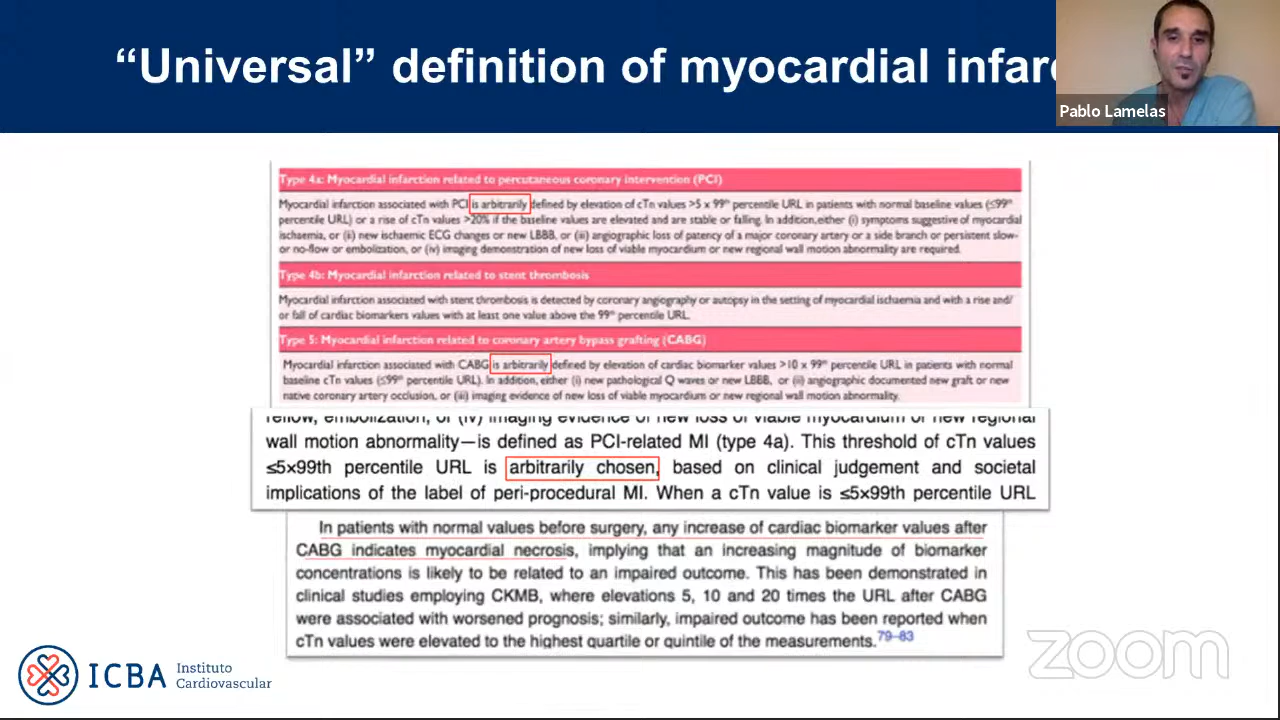 “Universal” definition of myocardial infarc
Pablo Lamelas
Type 4a: Myocardial infarction related to percutaneous coronary intervention (PCI)
Myocardial infarction associated with PCI is arbitrarily defined by elevation of cTn values >5 x 99th percentile URL in patients with normal baseline values (≤99th
percentile URL) or a rise of cTn values >20% if the baseline values are elevated and are stable or falling. In addition, either (i) symptoms suggestive of myocardial
ischaemia, or (ii) new ischaemic ECG changes or new LBBB, or (iii) angiographic loss of patency of a major coronary artery or a side branch or persistent slow-
or no-flow or embolization, or (iv) imaging demonstration of new loss of viable myocardium or new regional wall motion abnormality are required.
Type 4b: Myocardial infarction related to stent thrombosis
Myocardial infarction associated with stent thrombosis is detected by coronary angiography or autopsy in the setting of myocardial ischaemia and with a rise and/
or fall of cardiac biomarkers values with at least one value above the 99th percentile URL.
Type 5: Myocardial infarction related to coronary artery bypass grafting (CABG)
Myocardial infarction associated with CABG is arbitrarily defined by elevation of cardiac biomarker values >10 x 99th percentile URL in patients with normal
baseline cTn values (≤99th percentile URL). In addition, either (i) new pathological Q waves or new LBBB, or (ii) angiographic documented new graft or new
native coronary artery occlusion, or (iii) imaging evidence of new loss of viable myocardium or new regional wall motion abnormality.
embolization, or (iv) imaging evidence of new loss of viable myocardium or new regional
wall motion abnormality—is defined as PCI-related MI (type 4a). This threshold of cTn values
≤5×99th percentile URL is arbitrarily chosen, based on clinical judgement and societal
implications of the label of peri-procedural MI. When a cTn value is ≤5×99th percentile URL
In patients with normal values before surgery, any increase of cardiac biomarker values after
CABG indicates myocardial necrosis, implying that an increasing magnitude of biomarker
concentrations is likely to be related to an impaired outcome. This has been demonstrated in
clinical studies employing CKMB, where elevations 5, 10 and 20 times the URL after CABG
were associated with worsened prognosis; similarly, impaired outcome has been reported when
cTn values were elevated to the highest quartile or quintile of the measurements.79–83
ICBA
Instituto
Cardiovascular
zoom